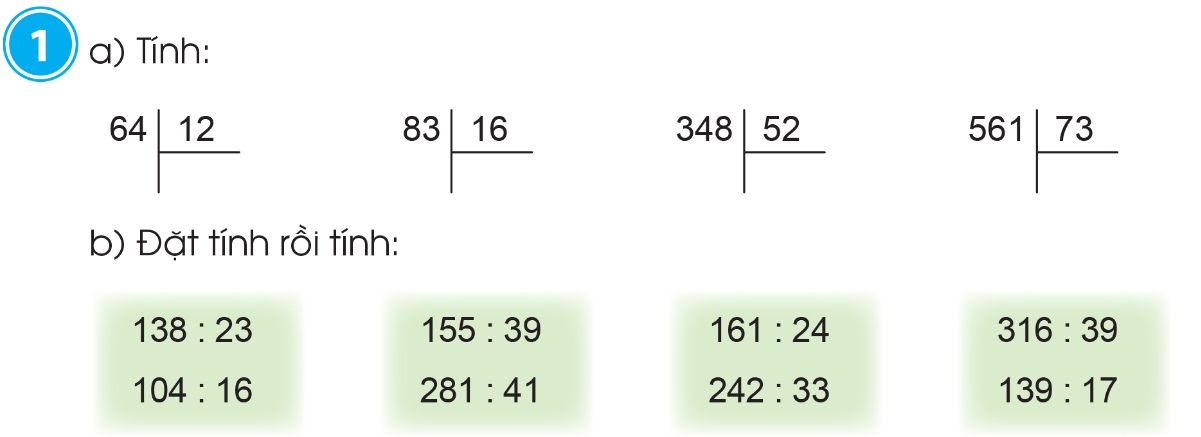 1 a) Tính:
64 12 83 16 348 52 561 73
b) Đặt tính rồi tính:
138 : 23 155 : 39 161 : 24 316 : 39
104 : 16 281 : 41 242 : 33 139 : 17